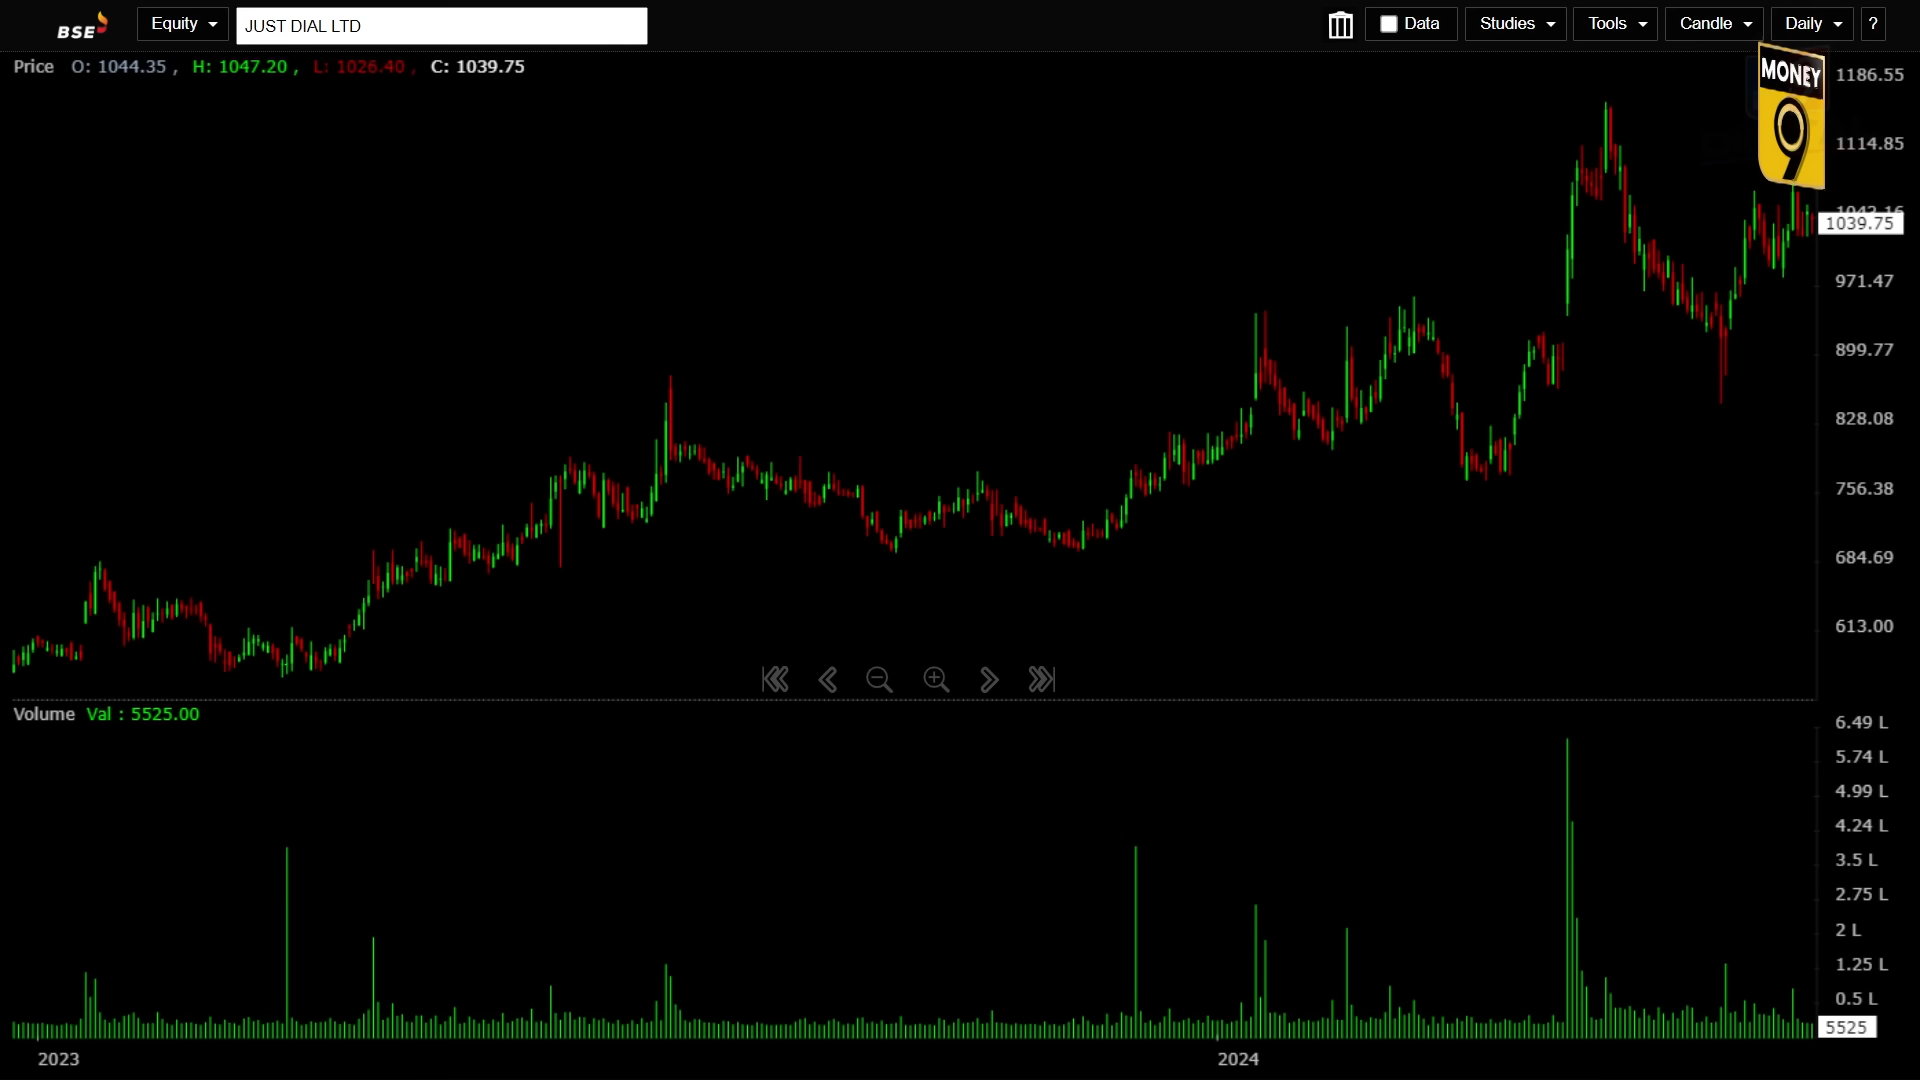 BSE Equity JUST DIAL LTD Data Studies Tools Candle Daily ?
Price O: 1044.35 , H: 1047.20 , L: 1026.40 , C: 1039.75
MONEY
9
1186.55
1114.85
1039.75
971.47
899.77
828.08
756.38
684.69
613.00
Volume Val : 5525.00
6.49 L
5.74 L
4.99 L
4.24 L
3.5 L
2.75 L
2 L
1.25 L
0.5 L
5525
2023 2024